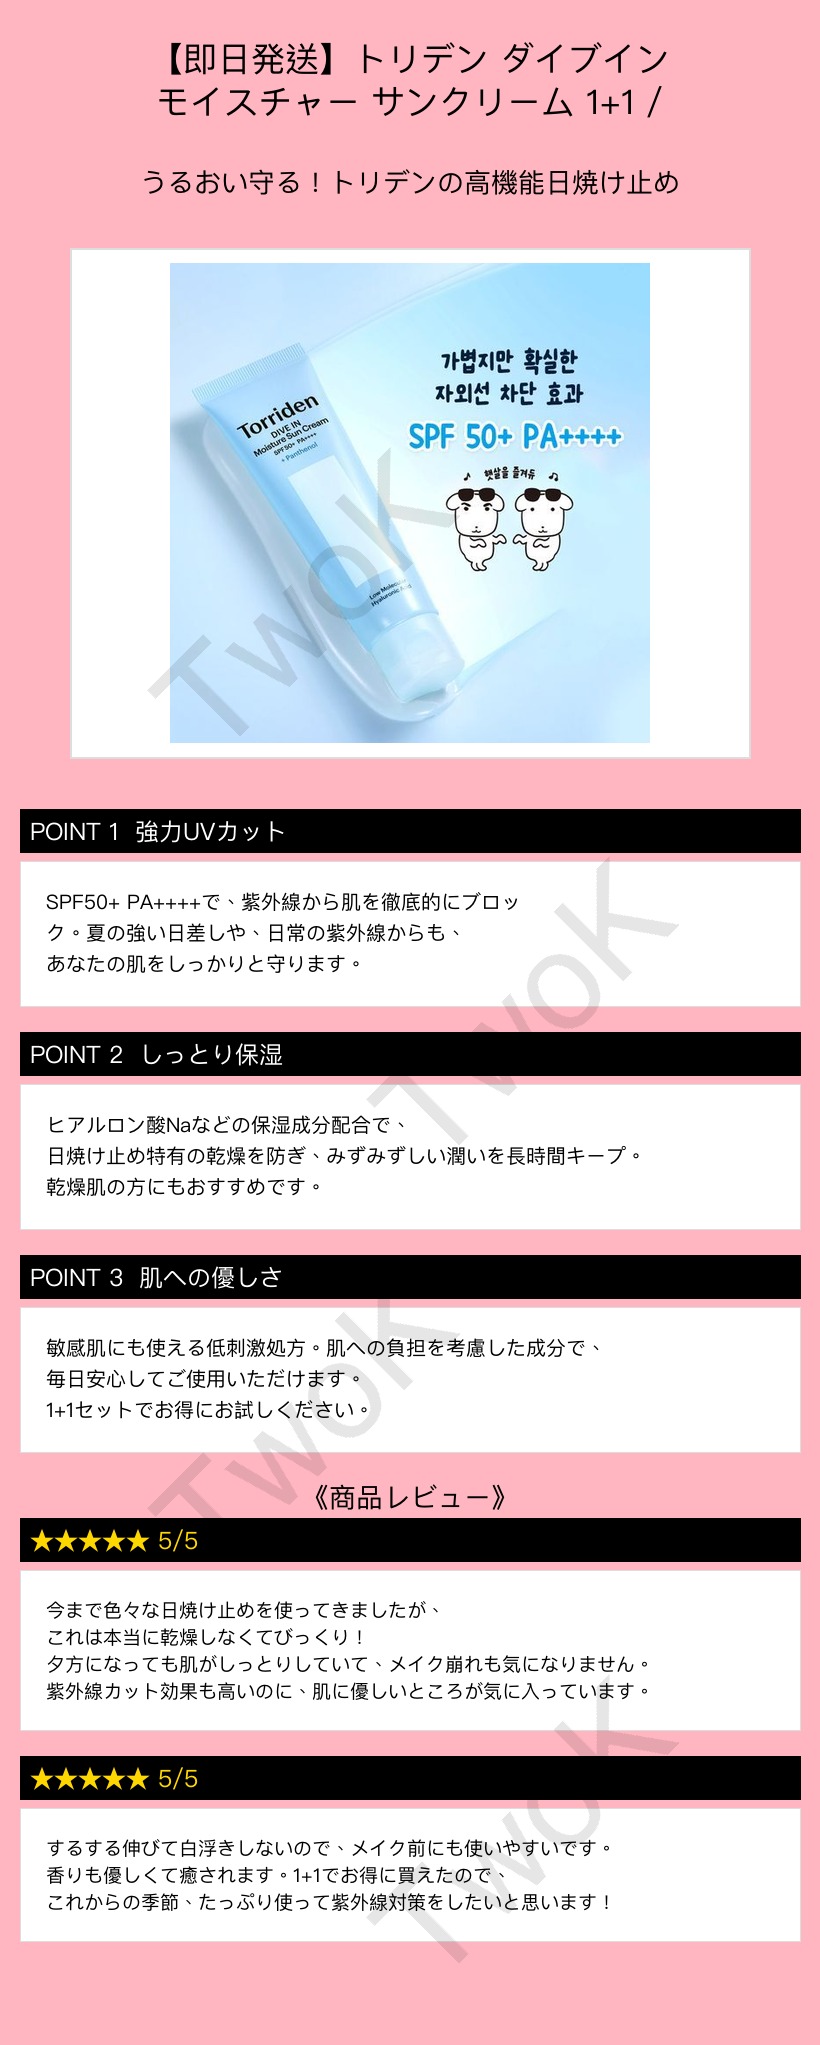 【即日発送】トリデン ダイブイン
モイスチャー サンクリーム 1+1 /
うるおい守る！トリデンの高機能日焼け止め
Torriden
DIVE IN
Moisture Sun Cream
SPF50+ PA++++
+ Panthenol
Low Molecular
Hyaluronic Acid
가볍지만 확실한
자외선 차단 효과
SPF 50+ PA++++
♪ 햇살을 즐겨듀 ♫
TwoK
POINT 1 強力UVカット
SPF50+ PA++++で、紫外線から肌を徹底的にブロッ
ク。夏の強い日差しや、日常の紫外線からも、
あなたの肌をしっかりと守ります。
TwoK
POINT 2 しっとり保湿
ヒアルロン酸Naなどの保湿成分配合で、
日焼け止め特有の乾燥を防ぎ、みずみずしい潤いを長時間キープ。
乾燥肌の方にもおすすめです。
POINT 3 肌への優しさ
敏感肌にも使える低刺激処方。肌への負担を考慮した成分で、
毎日安心してご使用いただけます。
1+1セットでお得にお試しください。
TwoK
《商品レビュー》
★★★★★ 5/5
今まで色々な日焼け止めを使ってきましたが、
これは本当に乾燥しなくてびっくり！
夕方になっても肌がしっとりしていて、メイク崩れも気になりません。
紫外線カット効果も高いのに、肌に優しいところが気に入っています。
★★★★★ 5/5
するする伸びて白浮きしないので、メイク前にも使いやすいです。
香りも優しくて癒されます。1+1でお得に買えたので、
これからの季節、たっぷり使って紫外線対策をしたいと思います！
TwoK